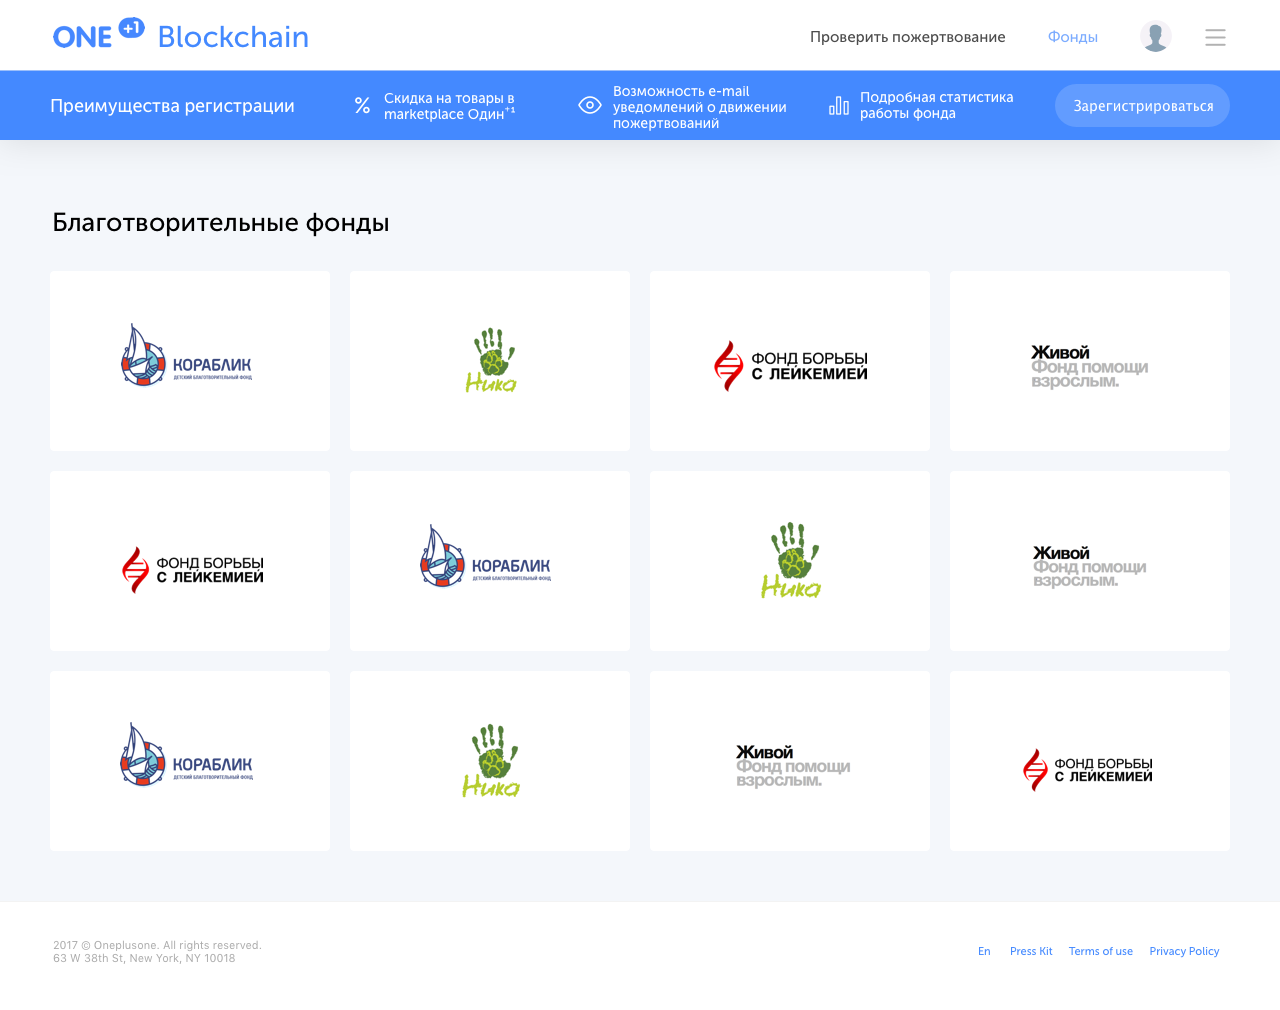 ONE +1 Blockchain
Проверить пожертвование
Фонды
Преимущества регистрации
Скидка на товары в
marketplace Один⁺¹
Возможность e-mail
уведомлений о движении
пожертвований
Подробная статистика
работы фонда
Зарегистрироваться
Благотворительные фонды
КОРАБЛИК
ДЕТСКИЙ БЛАГОТВОРИТЕЛЬНЫЙ ФОНД
Ника
ФОНД БОРЬБЫ
С ЛЕЙКЕМИЕЙ
Живой
Фонд помощи
взрослым.
ФОНД БОРЬБЫ
С ЛЕЙКЕМИЕЙ
КОРАБЛИК
ДЕТСКИЙ БЛАГОТВОРИТЕЛЬНЫЙ ФОНД
Ника
Живой
Фонд помощи
взрослым.
КОРАБЛИК
ДЕТСКИЙ БЛАГОТВОРИТЕЛЬНЫЙ ФОНД
Ника
Живой
Фонд помощи
взрослым.
ФОНД БОРЬБЫ
С ЛЕЙКЕМИЕЙ
2017 © Oneplusone. All rights reserved.
63 W 38th St, New York, NY 10018
En
Press Kit
Terms of use
Privacy Policy